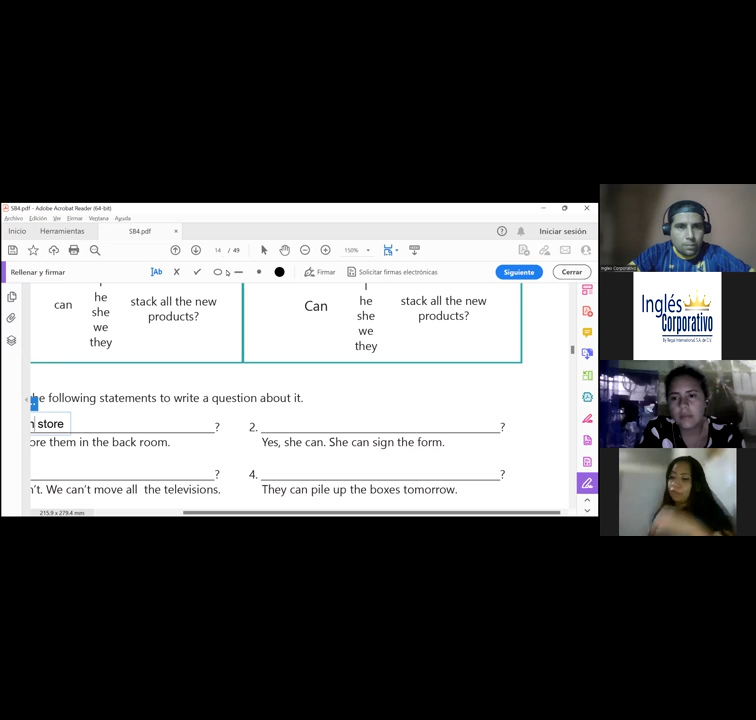 SB4.pdf - Adobe Acrobat Reader (64-bit)
Archivo Edición Ver Firmar Ventana Ayuda
Inicio Herramientas SB4.pdf × Iniciar sesión
14 / 49 150%
Rellenar y firmar Ab Firmar Solicitar firmas electrónicas Siguiente Cerrar
can
he
she
we
they
stack all the new
products?
Can
I
he
she
we
they
stack all the new
products?
he following statements to write a question about it.
n store ?
ore them in the back room.
2. ?
Yes, she can. She can sign the form.
?
n't. We can't move all the televisions.
4. ?
They can pile up the boxes tomorrow.
215.9 x 279.4 mm
Inglés Corporativo
Inglés
Corporativo